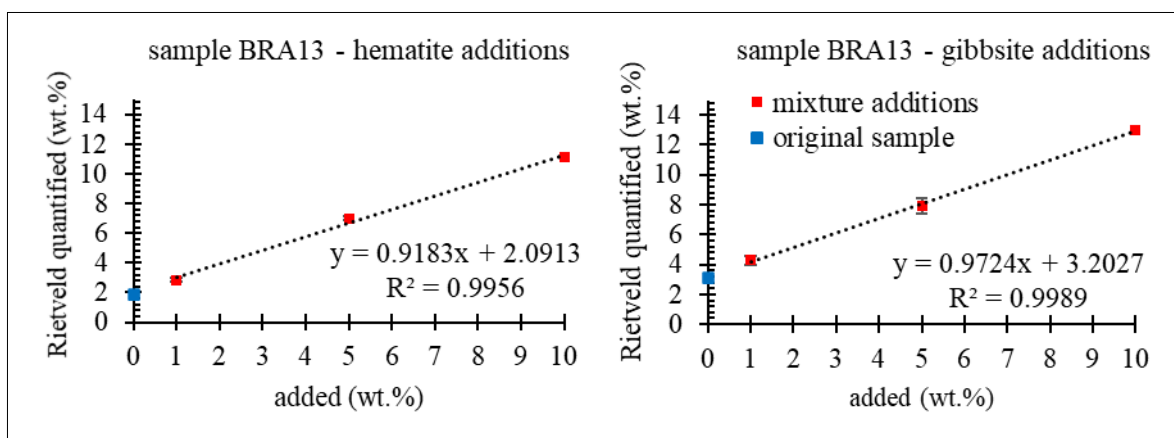 sample BRA13 - hematite additions
Rietveld quantified (wt.%)
14
12
10
8
6
4
2
0
y = 0.9183x + 2.0913
R² = 0.9956
0 1 2 3 4 5 6 7 8 9 10
added (wt.%)
sample BRA13 - gibbsite additions
mixture additions
original sample
Rietveld quantified (wt.%)
14
12
10
8
6
4
2
0
y = 0.9724x + 3.2027
R² = 0.9989
0 1 2 3 4 5 6 7 8 9 10
added (wt.%)